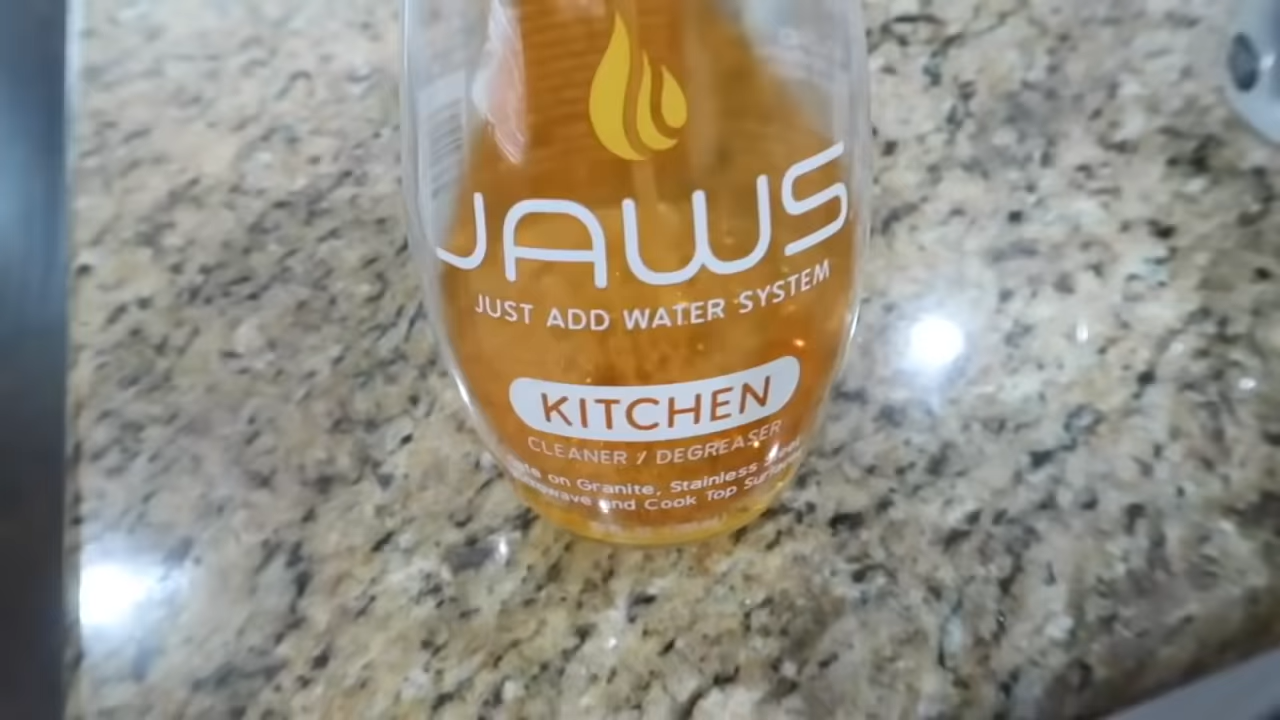 JAWS
JUST ADD WATER SYSTEM
KITCHEN
CLEANER / DEGREASER
on Granite, Stainless
and Cook Top